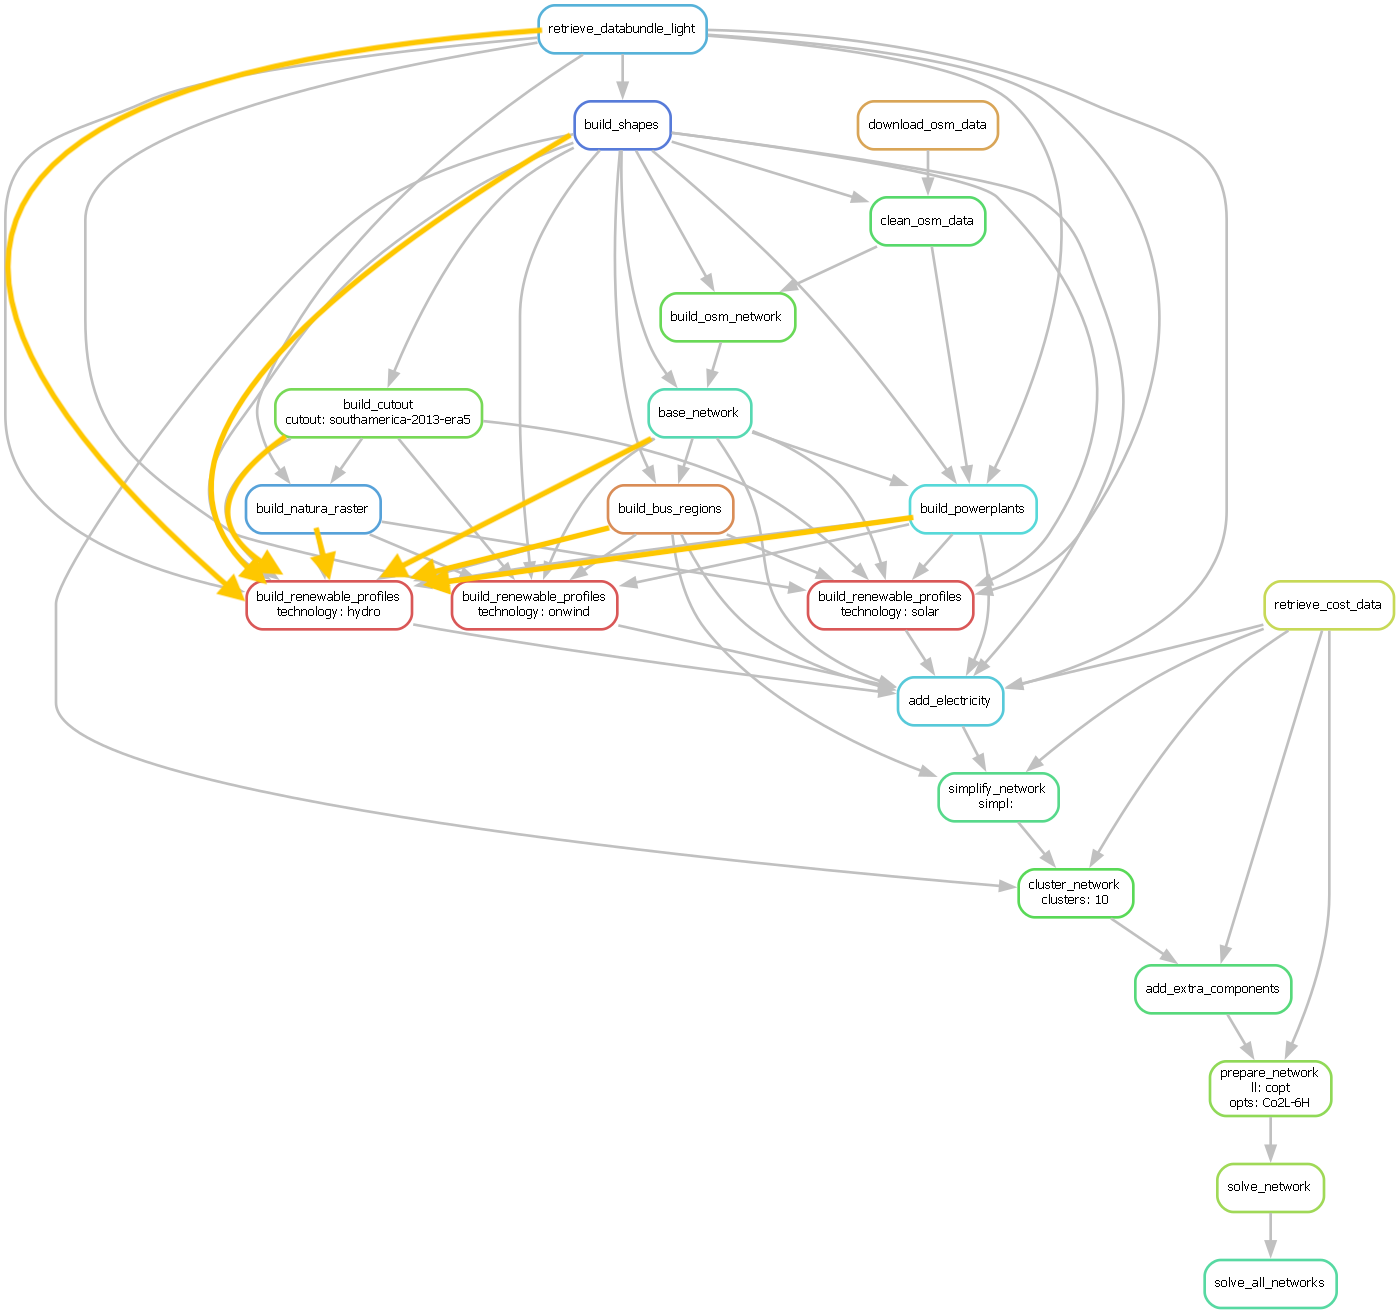 retrieve_databundle_light
build_shapes
download_osm_data
clean_osm_data
build_osm_network
build_cutout
cutout: southamerica-2013-era5
base_network
build_natura_raster
build_bus_regions
build_powerplants
build_renewable_profiles
technology: hydro
build_renewable_profiles
technology: onwind
build_renewable_profiles
technology: solar
retrieve_cost_data
add_electricity
simplify_network
simpl:
cluster_network
clusters: 10
add_extra_components
prepare_network
ll: copt
opts: Co2L-6H
solve_network
solve_all_networks